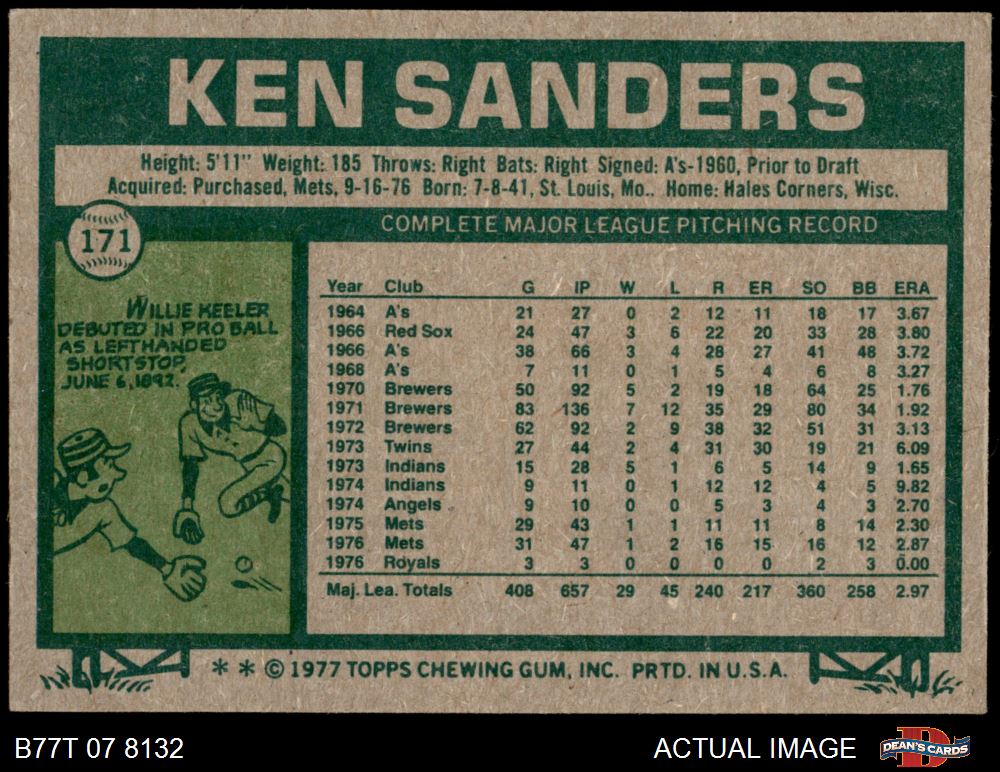 KEN SANDERS
Height: 5'11" Weight: 185 Throws: Right Bats: Right Signed: A's-1960, Prior to Draft
Acquired: Purchased, Mets, 9-16-76 Born: 7-8-41, St. Louis, Mo.. Home: Hales Corners, Wisc.
171
COMPLETE MAJOR LEAGUE PITCHING RECORD
WILLIE KEELER
DEBUTED IN PRO BALL
AS LEFTHANDED
SHORTSTOP,
JUNE 6, 1892.
Year Club G IP W L R ER SO BB ERA
1964 A's 21 27 0 2 12 11 18 17 3.67
1966 Red Sox 24 47 3 6 22 20 33 28 3.80
1966 A's 38 66 3 4 28 27 41 48 3.72
1968 A's 7 11 0 1 5 4 6 8 3.27
1970 Brewers 50 92 5 2 19 18 64 25 1.76
1971 Brewers 83 136 7 12 35 29 80 34 1.92
1972 Brewers 62 92 2 9 38 32 51 31 3.13
1973 Twins 27 44 2 4 31 30 19 21 6.09
1973 Indians 15 28 5 1 6 5 14 9 1.65
1974 Indians 9 11 0 1 12 12 4 5 9.82
1974 Angels 9 10 0 0 5 3 4 3 2.70
1975 Mets 29 43 1 1 11 11 8 14 2.30
1976 Mets 31 47 1 2 16 15 16 12 2.87
1976 Royals 3 3 0 0 0 0 2 3 0.00
Maj. Lea. Totals 408 657 29 45 240 217 360 258 2.97
* * © 1977 TOPPS CHEWING GUM, INC. PRTD. IN U.S.A.
B77T 07 8132 ACTUAL IMAGE DEAN'S CARDS